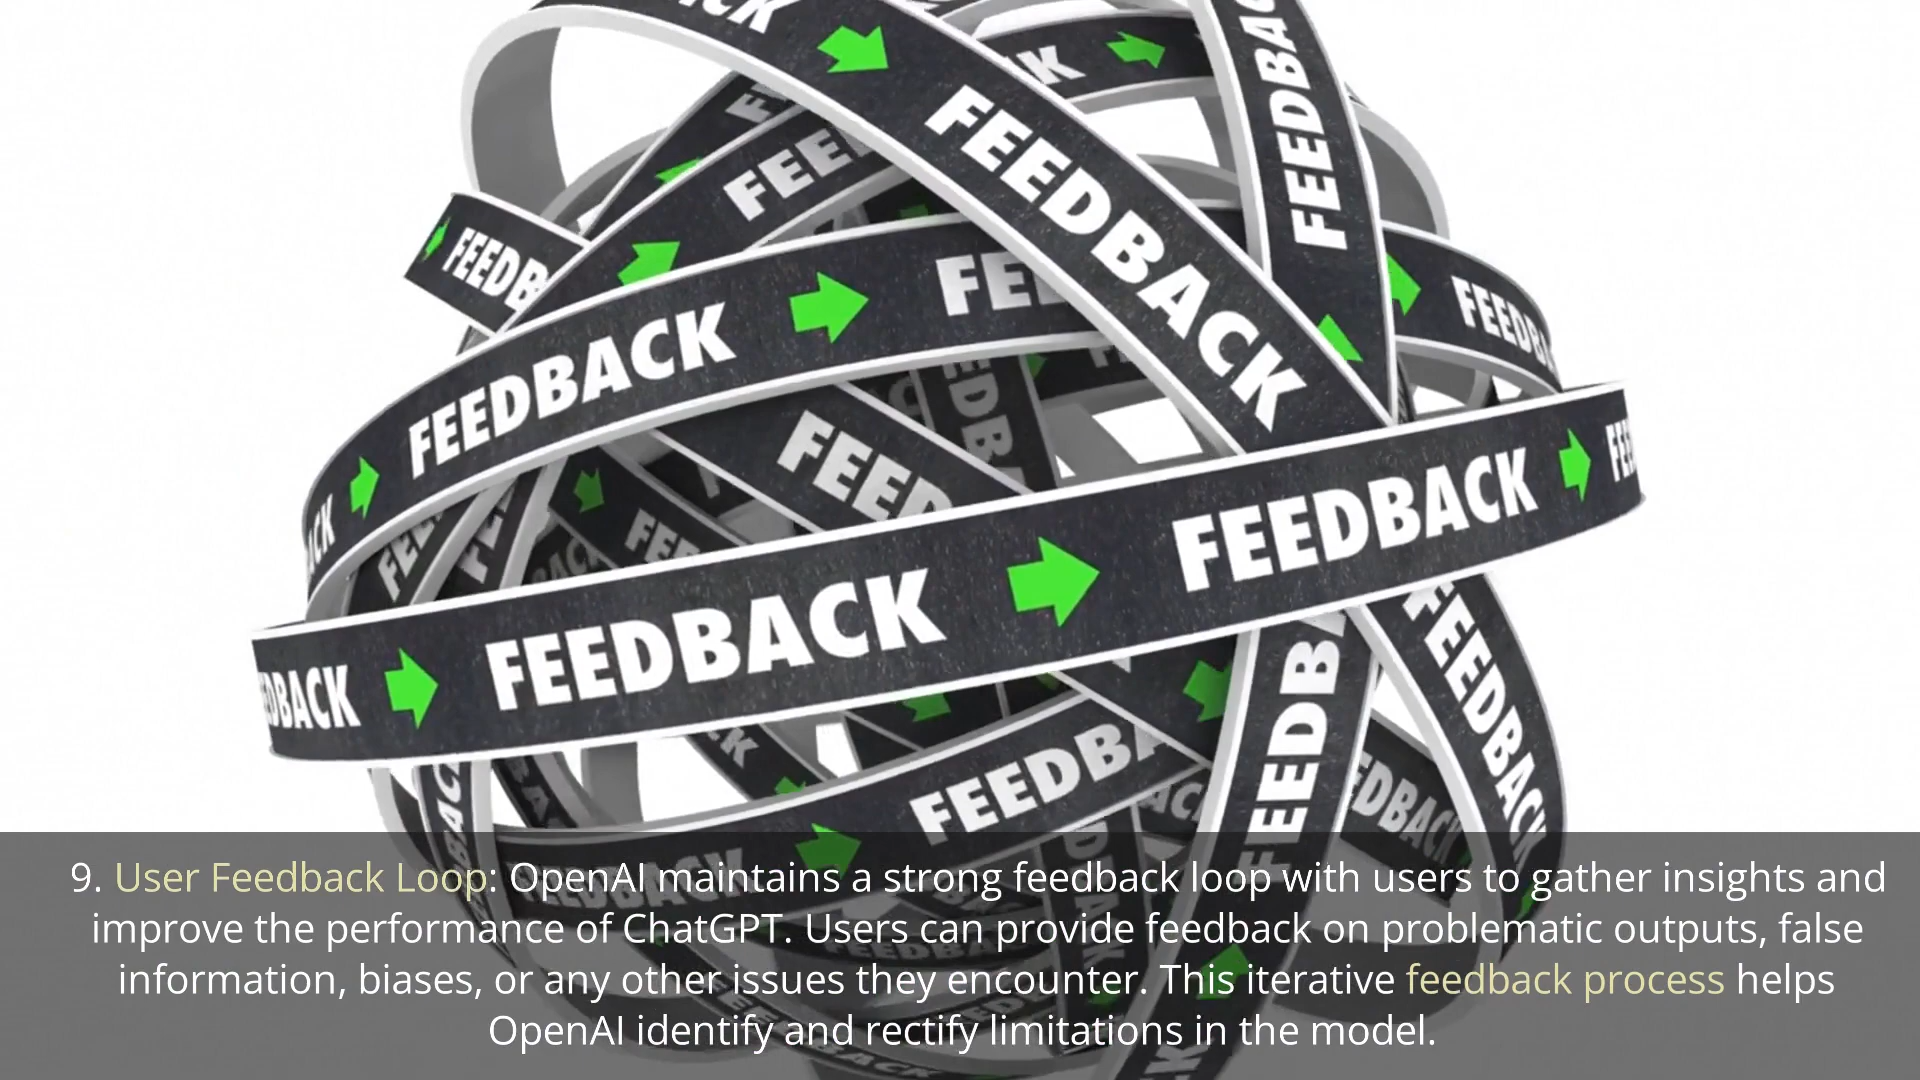 FEEDBACK
FEEDBACK
FEEDBACK
FEEDBACK
FEEDBACK
FEEDBACK
9. User Feedback Loop: OpenAI maintains a strong feedback loop with users to gather insights and
improve the performance of ChatGPT. Users can provide feedback on problematic outputs, false
information, biases, or any other issues they encounter. This iterative feedback process helps
OpenAI identify and rectify limitations in the model.